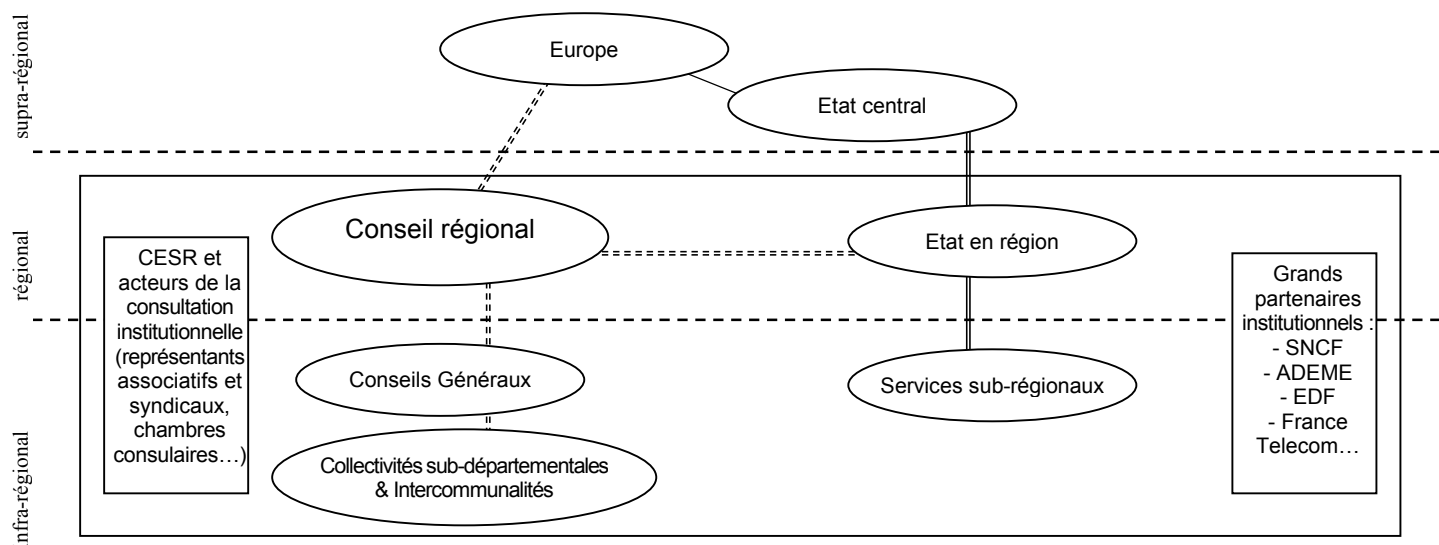 supra-régional
Europe
Etat central
régional
Conseil régional
Etat en région
CESR et
acteurs de la
consultation
institutionnelle
(représentants
associatifs et
syndicaux,
chambres
consulaires…)
Grands
partenaires
institutionnels :
- SNCF
- ADEME
- EDF
- France
Telecom…
Conseils Généraux
Services sub-régionaux
nfra-régional
Collectivités sub-départementales
& Intercommunalités